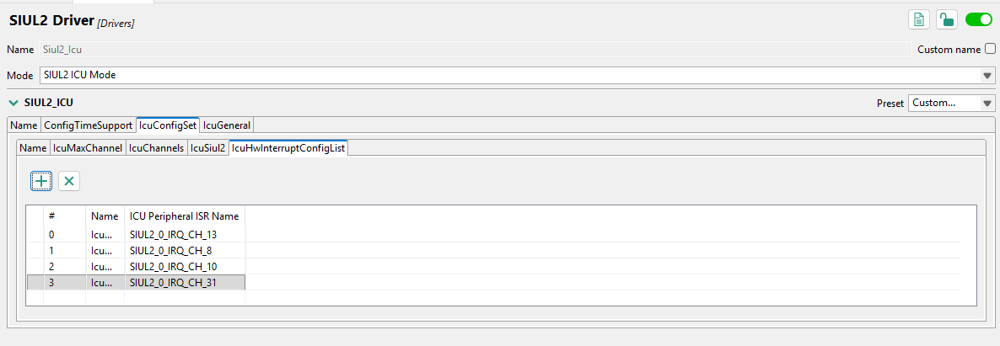 SIUL2 Driver [Drivers]
Name Siul2_Icu Custom name
Mode SIUL2 ICU Mode
SIUL2_ICU Preset Custom...
Name ConfigTimeSupport IcuConfigSet IcuGeneral
Name IcuMaxChannel IcuChannels IcuSiul2 IcuHwInterruptConfigList
# Name ICU Peripheral ISR Name
0 Icu... SIUL2_0_IRQ_CH_13
1 Icu... SIUL2_0_IRQ_CH_8
2 Icu... SIUL2_0_IRQ_CH_10
3 Icu... SIUL2_0_IRQ_CH_31